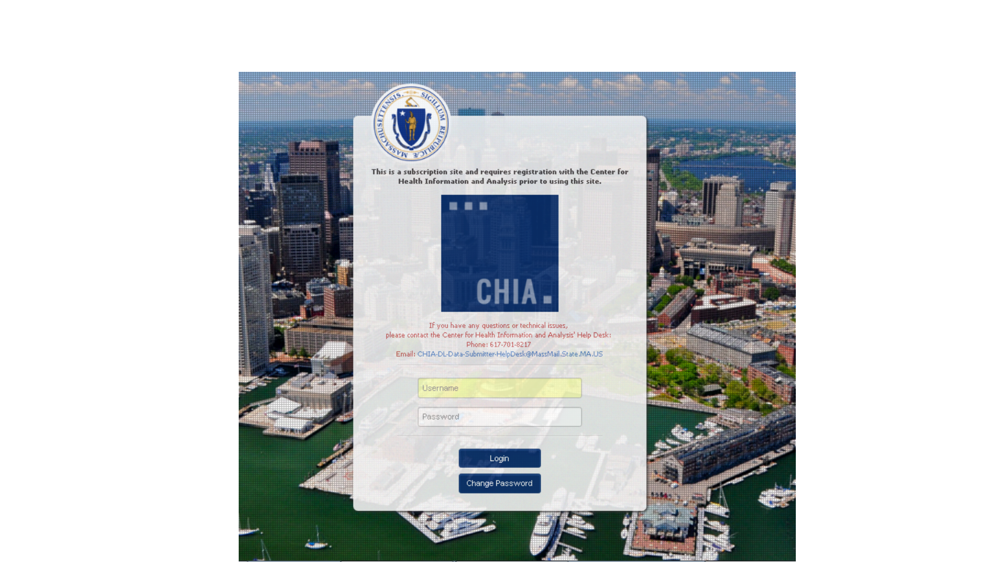 MASSACHUSETTENSIS. SIGILLUM REIPUBLICÆ
This is a subscription site and requires registration with the Center for
Health Information and Analysis prior to using this site.
CHIA.
If you have any questions or technical issues,
please contact the Center for Health Information and Analysis' Help Desk:
Phone: 617-701-8217
Email: CHIA-DL-Data-Submitter-HelpDesk@MassMail.State.MA.US
Username
Password
Login
Change Password